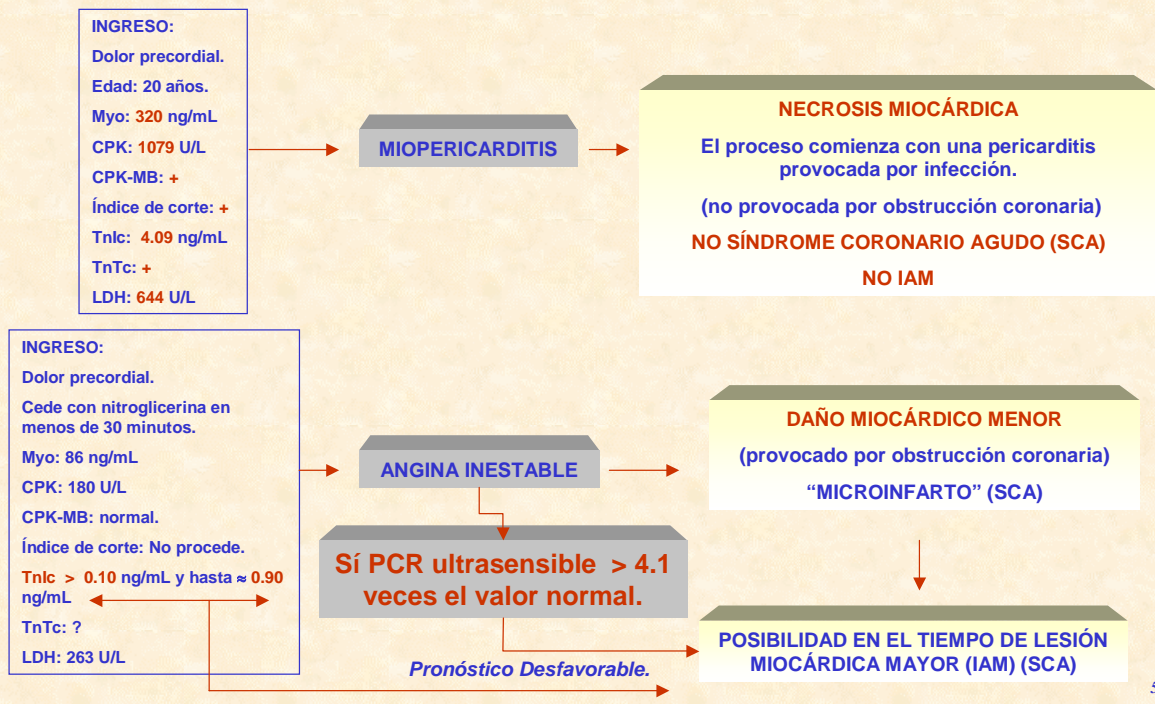 INGRESO:
Dolor precordial.
Edad: 20 años.
Myo: 320 ng/mL
CPK: 1079 U/L
CPK-MB: +
Índice de corte: +
TnIc: 4.09 ng/mL
TnTc: +
LDH: 644 U/L
MIOPERICARDITIS
NECROSIS MIOCÁRDICA
El proceso comienza con una pericarditis
provocada por infección.
(no provocada por obstrucción coronaria)
NO SÍNDROME CORONARIO AGUDO (SCA)
NO IAM
INGRESO:
Dolor precordial.
Cede con nitroglicerina en
menos de 30 minutos.
Myo: 86 ng/mL
CPK: 180 U/L
CPK-MB: normal.
Índice de corte: No procede.
TnIc > 0.10 ng/mL y hasta ≈ 0.90
ng/mL
TnTc: ?
LDH: 263 U/L
ANGINA INESTABLE
DAÑO MIOCÁRDICO MENOR
(provocado por obstrucción coronaria)
“MICROINFARTO” (SCA)
Sí PCR ultrasensible > 4.1
veces el valor normal.
POSIBILIDAD EN EL TIEMPO DE LESIÓN
MIOCÁRDICA MAYOR (IAM) (SCA)
Pronóstico Desfavorable.